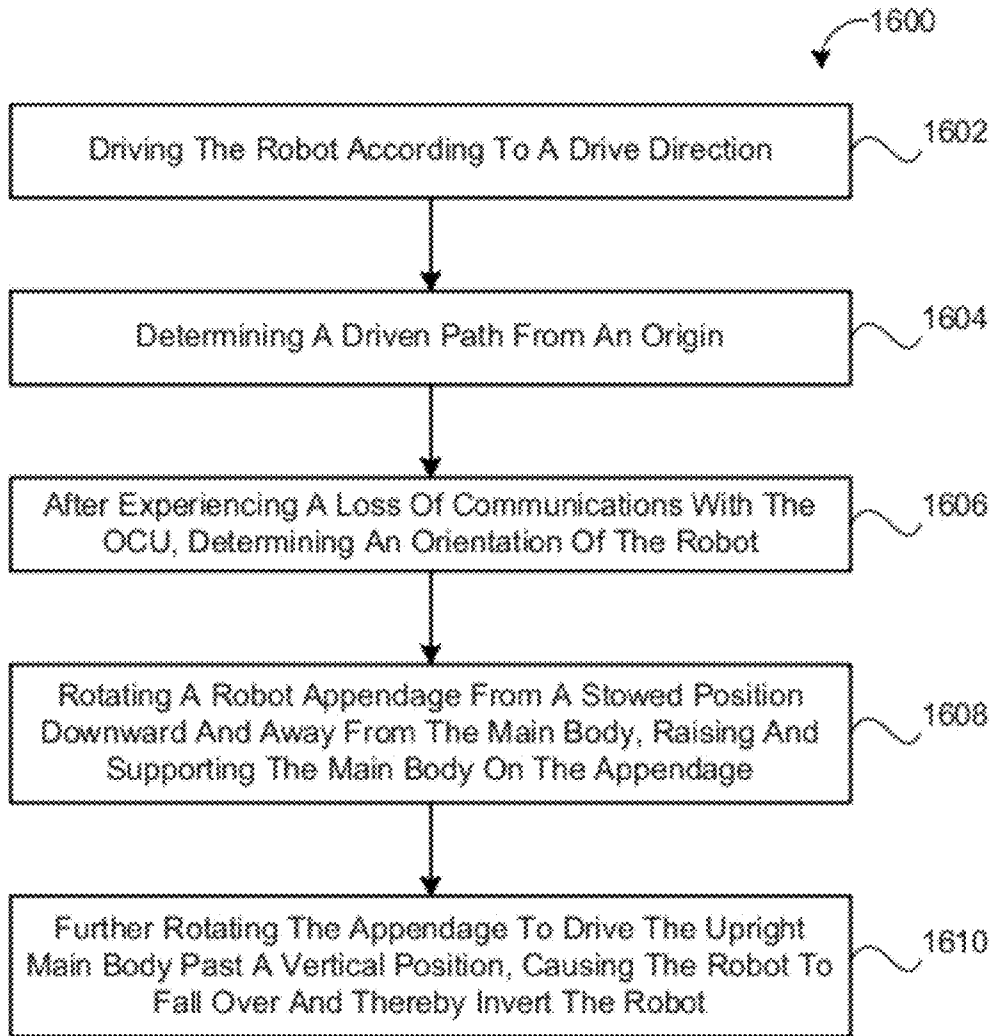 1600
Driving The Robot According To A Drive Direction
1602
Determining A Driven Path From An Origin
1604
After Experiencing A Loss Of Communications With The
OCU, Determining An Orientation Of The Robot
1606
Rotating A Robot Appendage From A Stowed Position
Downward And Away From The Main Body, Raising And
Supporting The Main Body On The Appendage
1608
Further Rotating The Appendage To Drive The Upright
Main Body Past A Vertical Position, Causing The Robot To
Fall Over And Thereby Invert The Robot.
1610